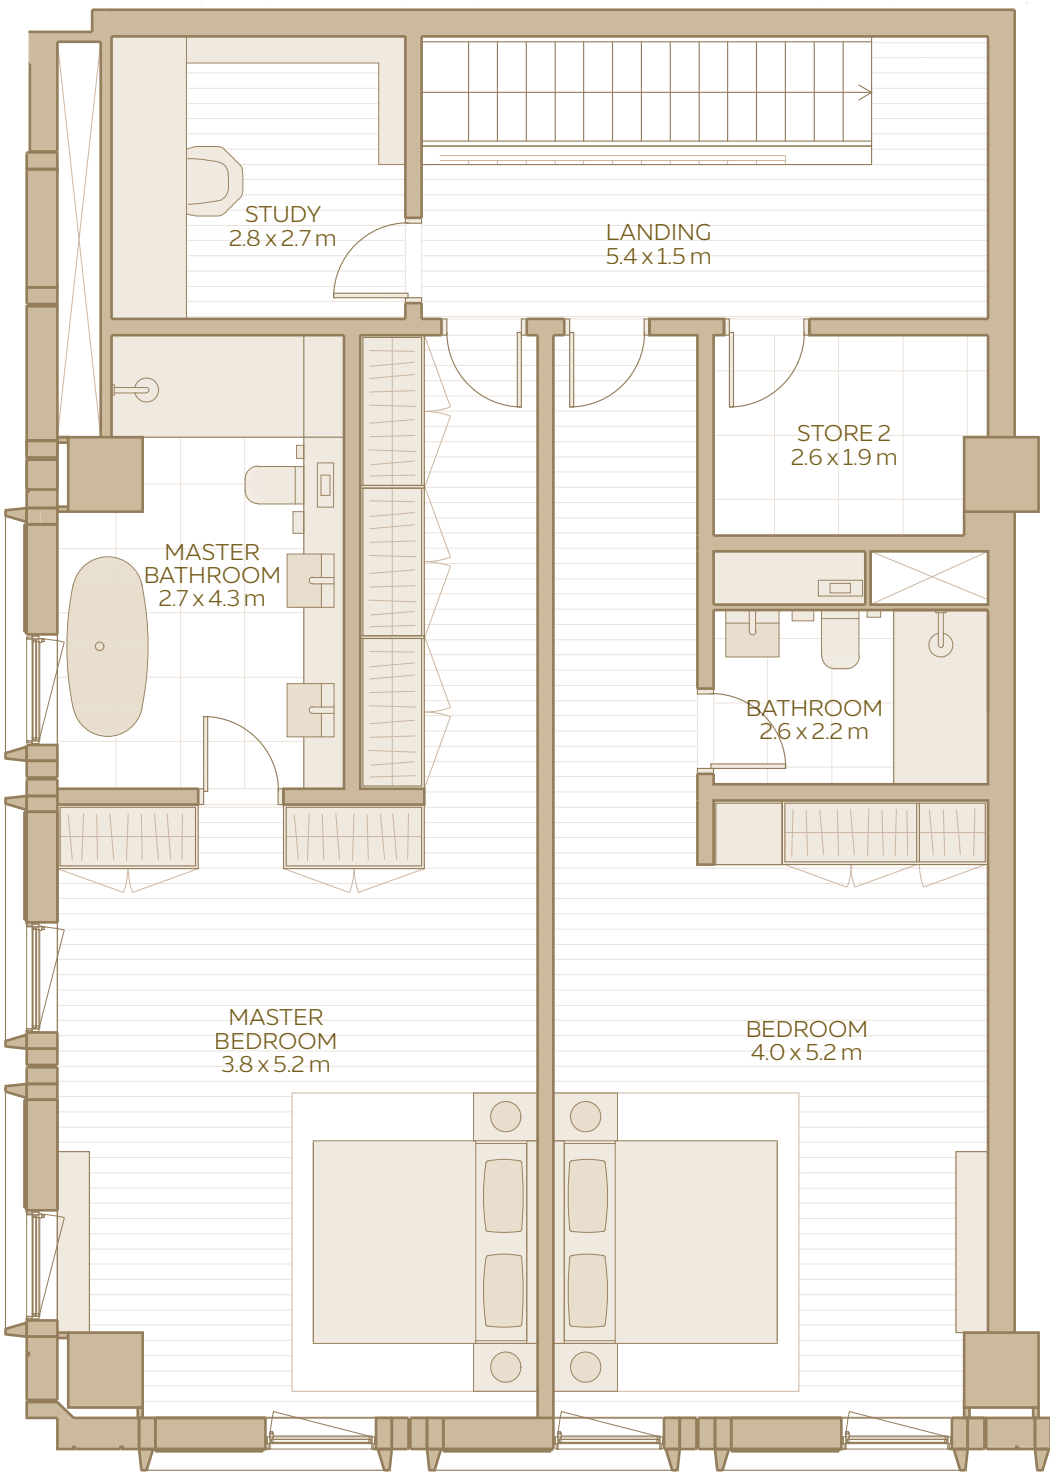 STUDY
2.8 x 2.7 m
LANDING
5.4 x 1.5 m
STORE 2
2.6 x 1.9 m
MASTER
BATHROOM
2.7 x 4.3 m
BATHROOM
2.6 x 2.2 m
MASTER
BEDROOM
3.8 x 5.2 m
BEDROOM
4.0 x 5.2 m